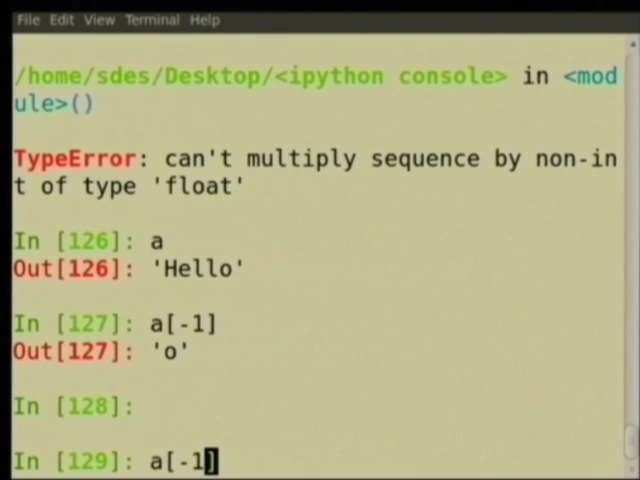 File Edit View Terminal Help
/home/sdes/Desktop/<ipython console> in <mod
ule>()
TypeError: can't multiply sequence by non-in
t of type 'float'
In [126]: a
Out[126]: 'Hello'
In [127]: a[-1]
Out[127]: 'o'
In [128]:
In [129]: a[-1]